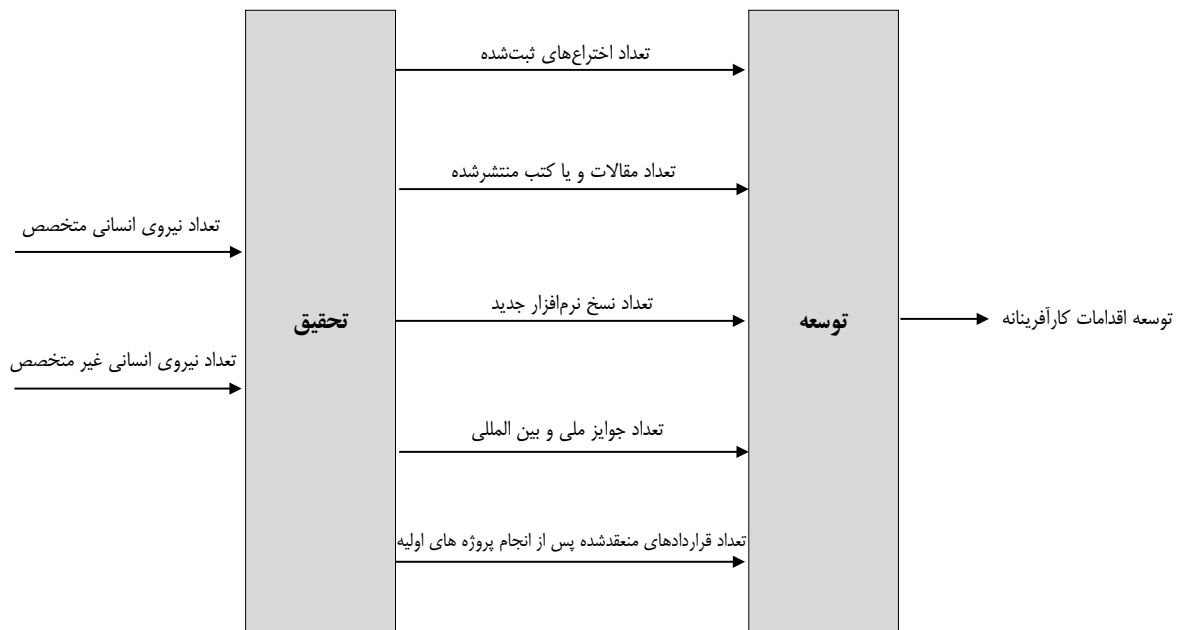 تعداد اختراع‌های ثبت‌شده
تعداد مقالات و یا کتب منتشرشده
تعداد نیروی انسانی متخصص
تعداد نسخ نرم‌افزار جدید
تحقیق
توسعه
توسعه اقدامات کارآفرینانه
تعداد نیروی انسانی غیر متخصص
تعداد جوایز ملی و بین المللی
تعداد قراردادهای منعقدشده پس از انجام پروژه های اولیه